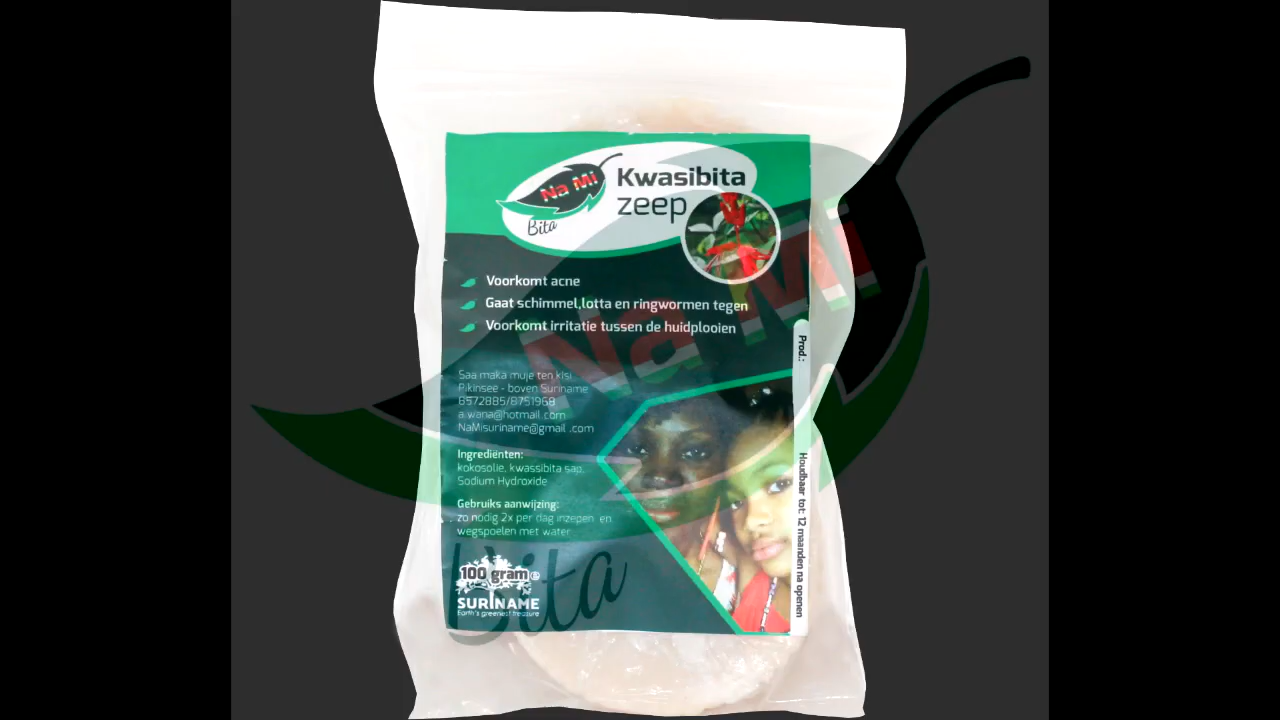 Na Mi
Bita
Kwasibita
zeep
Voorkomt acne
Gaat schimmel,lotta en ringwormen tegen
Voorkomt irritatie tussen de huidplooien
Prod.:
Houdbaar tot: 12 maanden na openen
Saa maka muje ten kisi
Pikinsee - boven Suriname
8572885/8751968
a.wana@hotmail.com
NaMisuriname@gmail .com
Ingrediënten:
kokosolie, kwassibita sap,
Sodium Hydroxide
Gebruiks aanwijzing:
zo nodig 2x per dag inzepen en
wegspoelen met water
100 gram
SURINAME
Earth's greenest treasure
Na Mi
Bita